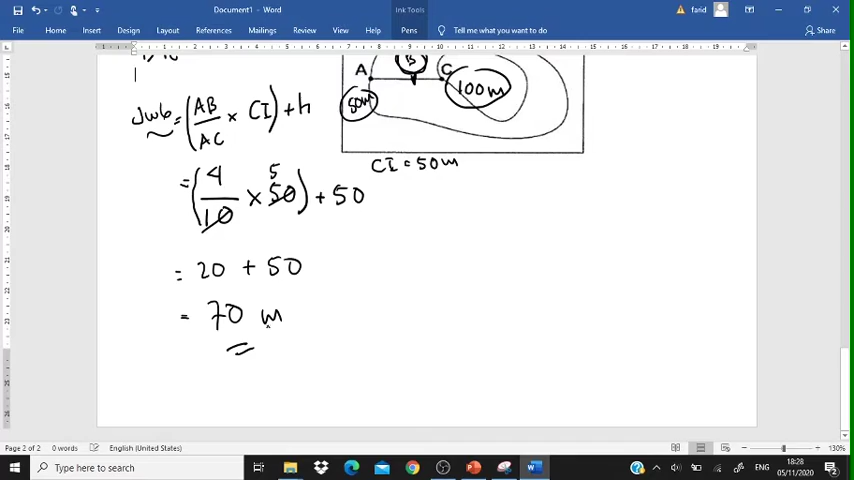 Document1 - Word
Ink Tools
farid
File Home Insert Design Layout References Mailings Review View Help Pens Tell me what you want to do Share
B
A C
50m 100m
CI = 50m
Jwb = (AB/AC × CI) + h
= (4/10 × 50) + 50
5
= 20 + 50
= 70 m
Page 2 of 2 0 words English (United States) 130%
Type here to search
ENG
18:28
05/11/2020